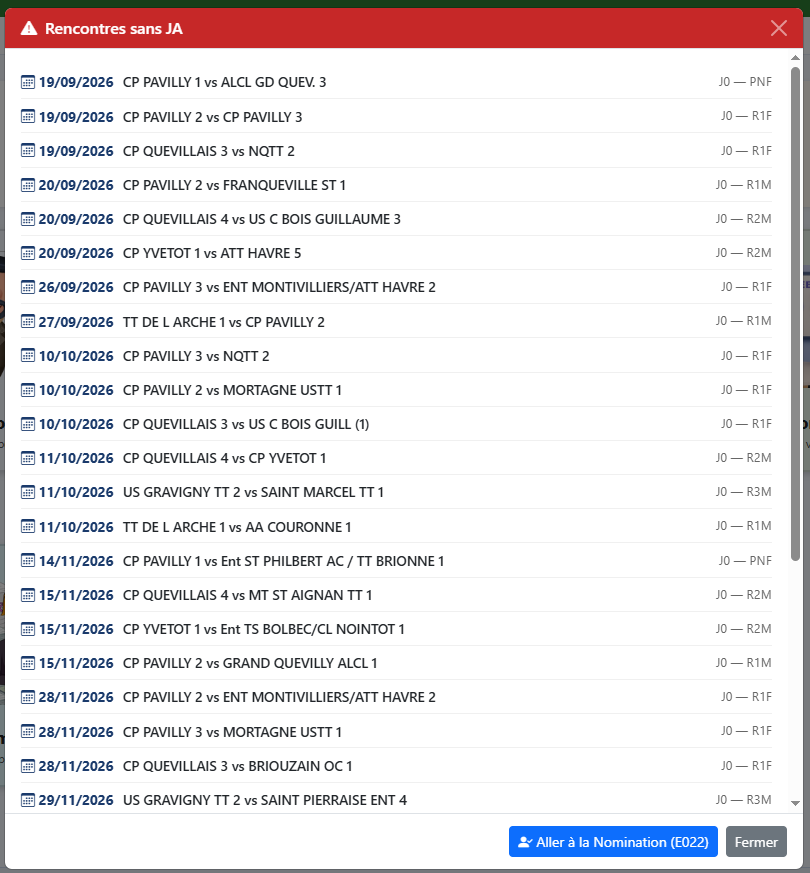 Rencontres sans JA
19/09/2026 CP PAVILLY 1 vs ALCL GD QUEV. 3 J0 — PNF
19/09/2026 CP PAVILLY 2 vs CP PAVILLY 3 J0 — R1F
19/09/2026 CP QUEVILLAIS 3 vs NQTT 2 J0 — R1F
20/09/2026 CP PAVILLY 2 vs FRANQUEVILLE ST 1 J0 — R1M
20/09/2026 CP QUEVILLAIS 4 vs US C BOIS GUILLAUME 3 J0 — R2M
20/09/2026 CP YVETOT 1 vs ATT HAVRE 5 J0 — R2M
26/09/2026 CP PAVILLY 3 vs ENT MONTIVILLIERS/ATT HAVRE 2 J0 — R1F
27/09/2026 TT DE L ARCHE 1 vs CP PAVILLY 2 J0 — R1M
10/10/2026 CP PAVILLY 3 vs NQTT 2 J0 — R1F
10/10/2026 CP PAVILLY 2 vs MORTAGNE USTT 1 J0 — R1F
10/10/2026 CP QUEVILLAIS 3 vs US C BOIS GUILL (1) J0 — R1F
11/10/2026 CP QUEVILLAIS 4 vs CP YVETOT 1 J0 — R2M
11/10/2026 US GRAVIGNY TT 2 vs SAINT MARCEL TT 1 J0 — R3M
11/10/2026 TT DE L ARCHE 1 vs AA COURONNE 1 J0 — R1M
14/11/2026 CP PAVILLY 1 vs Ent ST PHILBERT AC / TT BRIONNE 1 J0 — PNF
15/11/2026 CP QUEVILLAIS 4 vs MT ST AIGNAN TT 1 J0 — R2M
15/11/2026 CP YVETOT 1 vs Ent TS BOLBEC/CL NOINTOT 1 J0 — R2M
15/11/2026 CP PAVILLY 2 vs GRAND QUEVILLY ALCL 1 J0 — R1M
28/11/2026 CP PAVILLY 2 vs ENT MONTIVILLIERS/ATT HAVRE 2 J0 — R1F
28/11/2026 CP PAVILLY 3 vs MORTAGNE USTT 1 J0 — R1F
28/11/2026 CP QUEVILLAIS 3 vs BRIOUZAIN OC 1 J0 — R1F
29/11/2026 US GRAVIGNY TT 2 vs SAINT PIERRAISE ENT 4 J0 — R3M
Aller à la Nomination (E022) Fermer